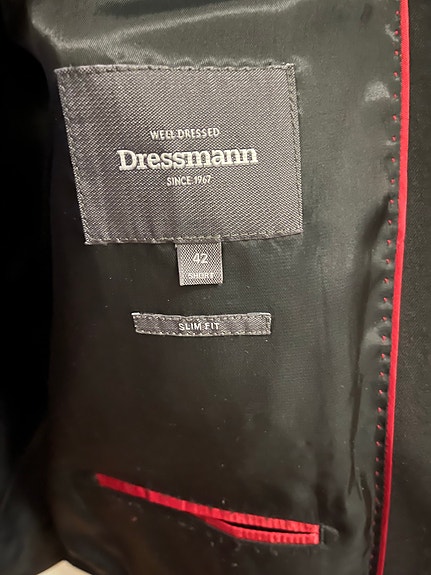 WELL DRESSED
Dressmann
SINCE 1967
42
SHORT
SLIM FIT